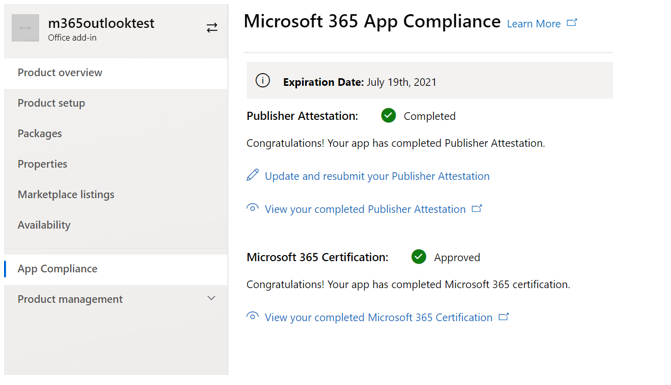 m365outlooktest
Office add-in
Product overview
Product setup
Packages
Properties
Marketplace listings
Availability
App Compliance
Product management
Microsoft 365 App Compliance Learn More
Expiration Date: July 19th, 2021
Publisher Attestation: Completed
Congratulations! Your app has completed Publisher Attestation.
Update and resubmit your Publisher Attestation
View your completed Publisher Attestation
Microsoft 365 Certification: Approved
Congratulations! Your app has completed Microsoft 365 certification.
View your completed Microsoft 365 Certification